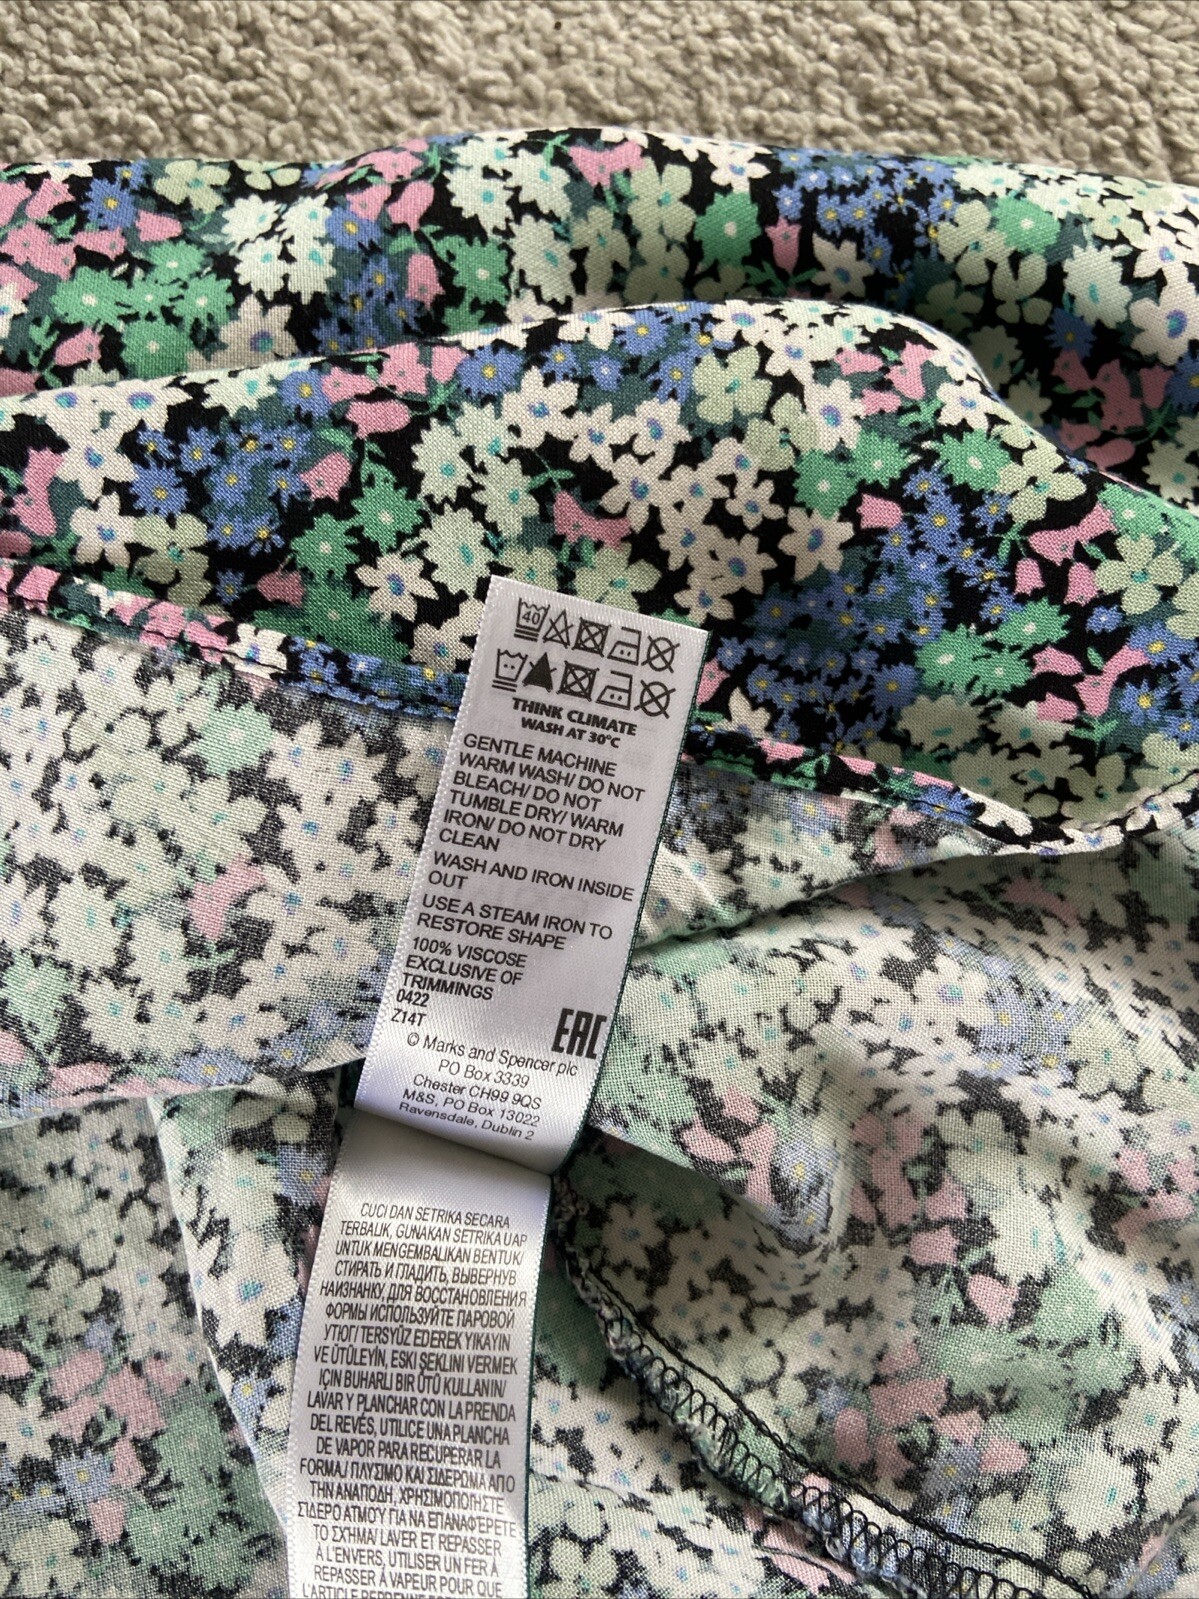 40
THINK CLIMATE
WASH AT 30°C
GENTLE MACHINE
WARM WASH/ DO NOT
BLEACH/ DO NOT
TUMBLE DRY/ WARM
IRON/ DO NOT DRY
CLEAN
WASH AND IRON INSIDE
OUT
USE A STEAM IRON TO
RESTORE SHAPE
100% VISCOSE
EXCLUSIVE OF
TRIMMINGS
0422
Z14T
EAC
© Marks and Spencer plc
PO Box 3339
Chester CH99 9QS
M&S, PO Box 13022
Ravensdale, Dublin 2
CUCI DAN SETRIKA SECARA
TERBALIK, GUNAKAN SETRIKA UAP
UNTUK MENGEMBALIKAN BENTUK/
СТИРАТЬ И ГЛАДИТЬ, ВЫВЕРНУВ
НАИЗНАНКУ, ДЛЯ ВОССТАНОВЛЕНИЯ
ФОРМЫ ИСПОЛЬЗУЙТЕ ПАРОВОЙ
УТЮГ/ TERSYÜZ EDEREK YIKAYIN
VE ÜTÜLEYİN, ESKİ ŞEKLİNİ VERMEK
İÇİN BUHARLI BİR ÜTÜ KULLANIN/
LAVAR Y PLANCHAR CON LA PRENDA
DEL REVÉS, UTILICE UNA PLANCHA
DE VAPOR PARA RECUPERAR LA
FORMA./ ΠΛΥΣΙΜΟ ΚΑΙ ΣΙΔΕΡΩΜΑ ΑΠΟ
ΤΗΝ ΑΝΑΠΟΔΗ, ΧΡΗΣΙΜΟΠΟΙΗΣΤΕ
ΣΙΔΕΡΟ ΑΤΜΟΥ ΓΙΑ ΝΑ ΕΠΑΝΑΦΈΡΕΤΕ
ΤΟ ΣΧΉΜΑ/ LAVER ET REPASSER
À L'ENVERS, UTILISER UN FER À
REPASSER À VAPEUR POUR QUE
L'ARTICLE